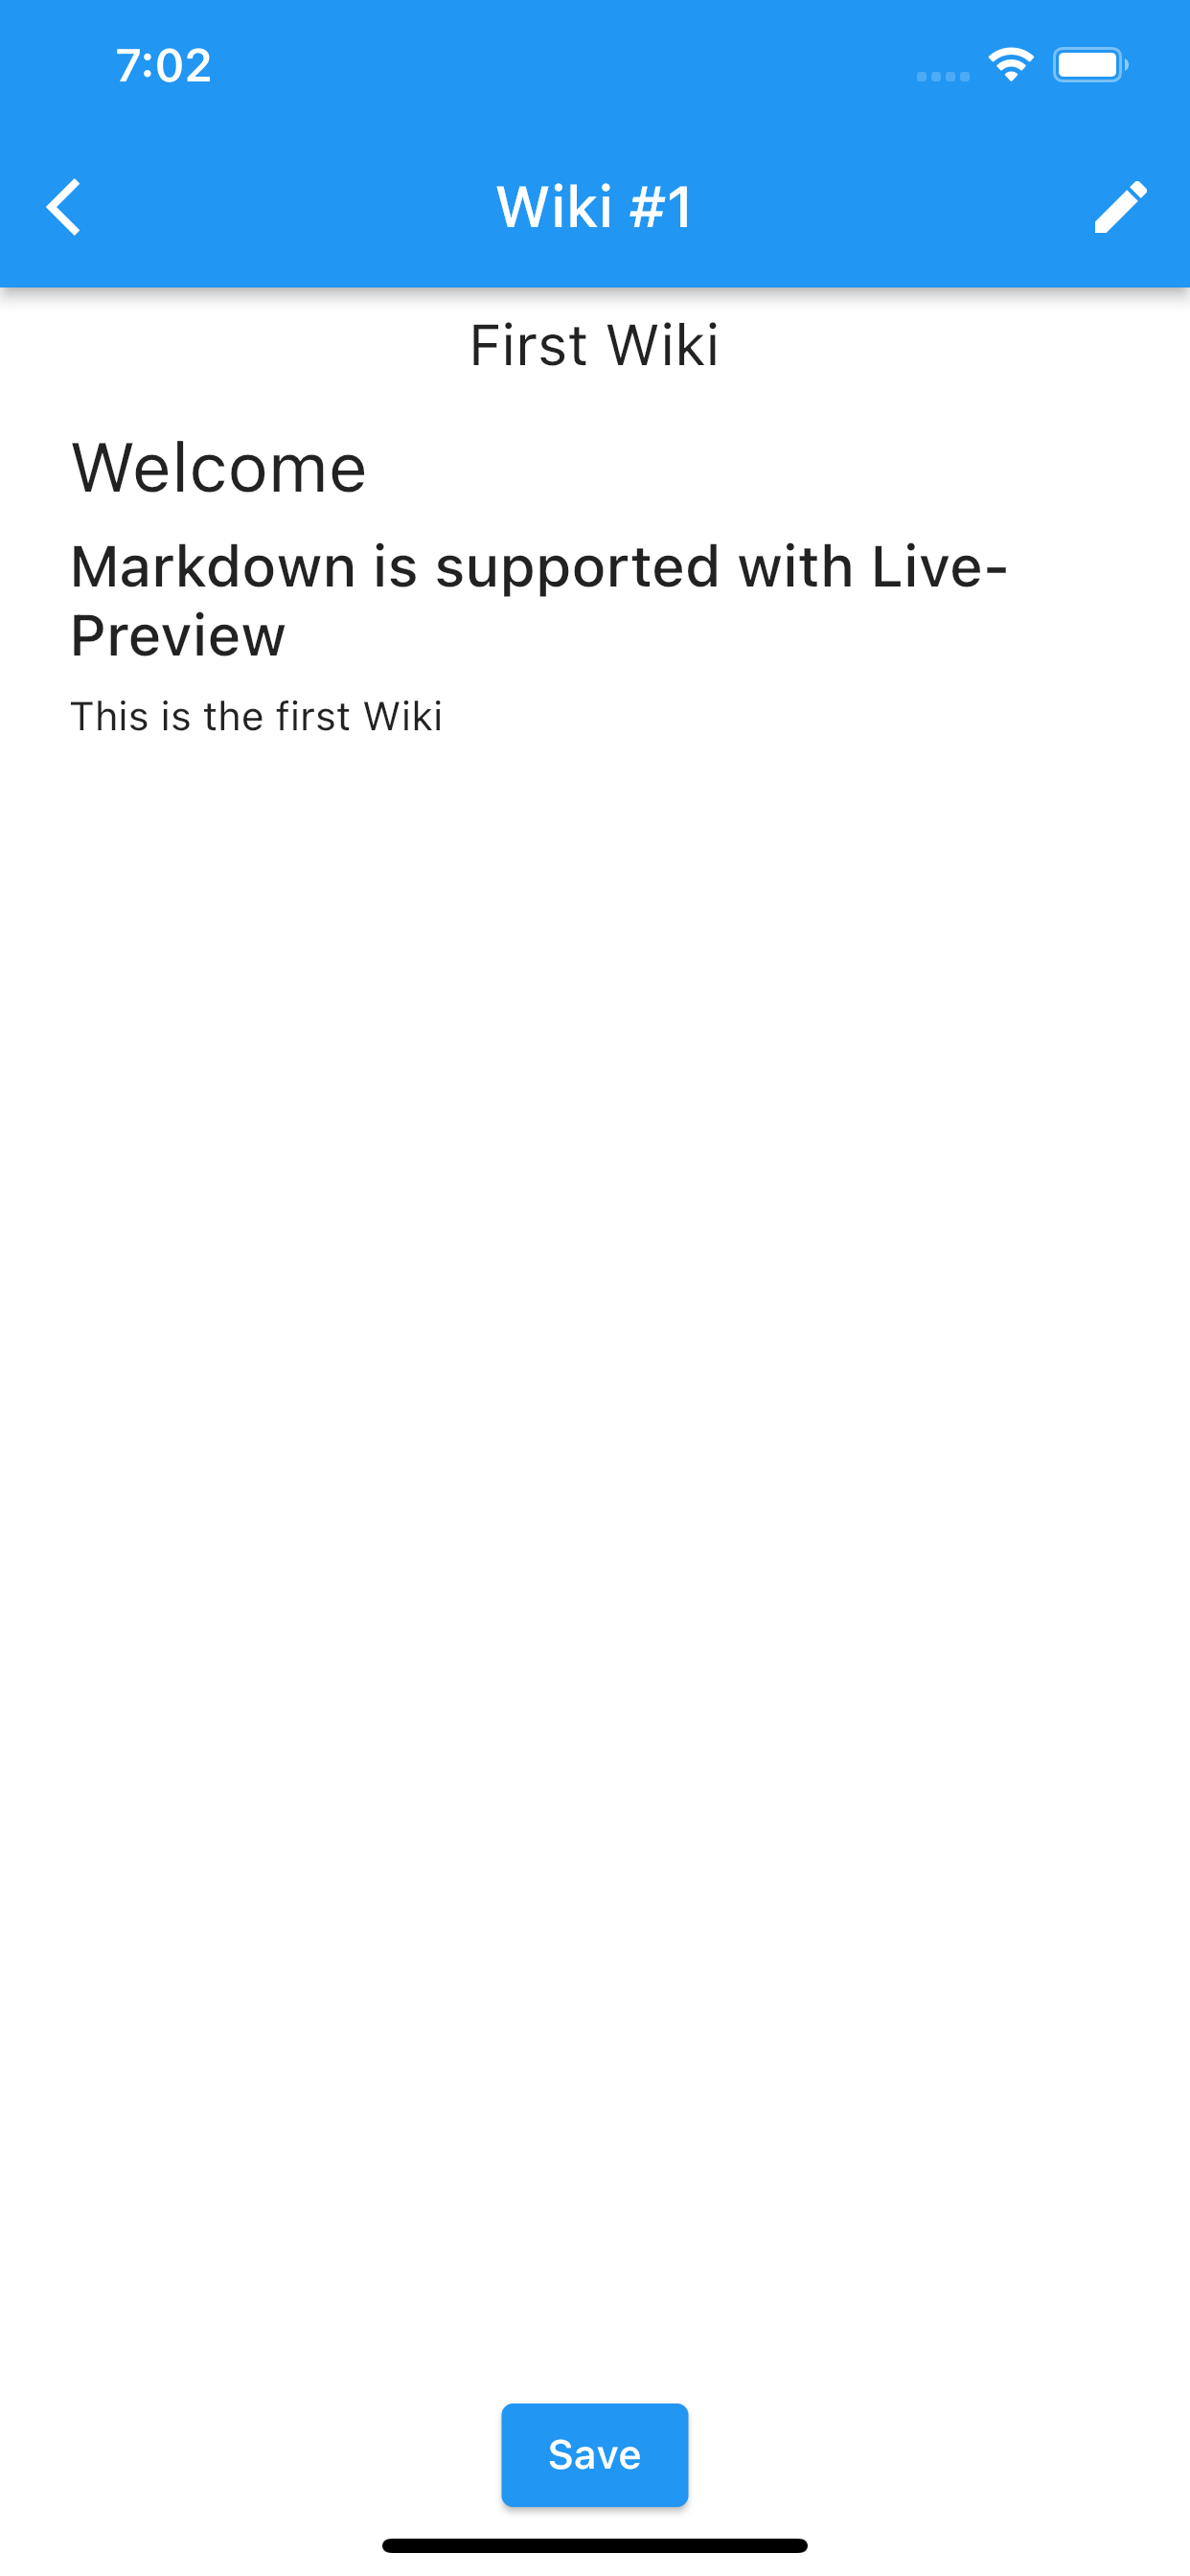 7:02
Wiki #1
First Wiki
Welcome
Markdown is supported with Live-
Preview
This is the first Wiki
Save